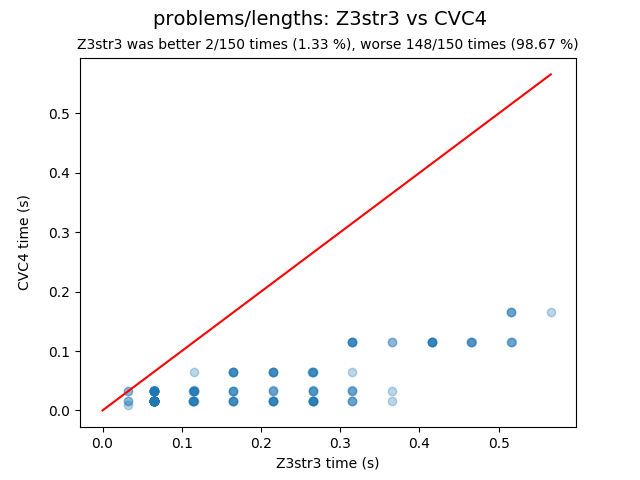 problems/lengths: Z3str3 vs CVC4
Z3str3 was better 2/150 times (1.33 %), worse 148/150 times (98.67 %)
CVC4 time (s)
0.5
0.4
0.3
0.2
0.1
0.0
0.0 0.1 0.2 0.3 0.4 0.5
Z3str3 time (s)